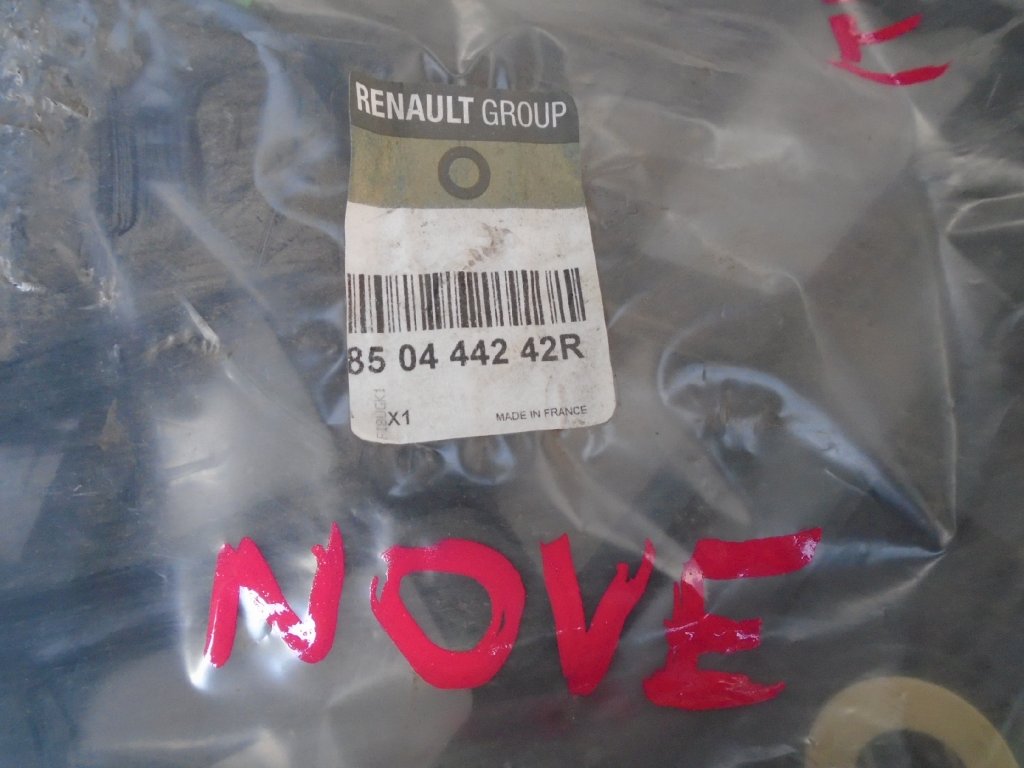 E
RENAULT GROUP
85 04 442 42R
X1
MADE IN FRANCE
NOVE